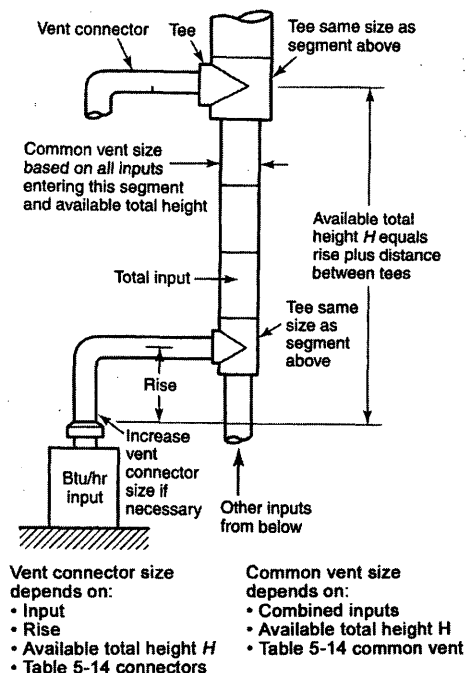 Vent connector
Tee
Tee same size as
segment above
Common vent size
based on all inputs
entering this segment
and available total height
Available total
height H equals
rise plus distance
between tees
Total input
Tee same
size as
segment
above
Rise
Increase
vent
connector
size if
necessary
Btu/hr
input
Other inputs
from below
Vent connector size
depends on:
• Input
• Rise
• Available total height H
• Table 5-14 connectors
Common vent size
depends on:
• Combined inputs
• Available total height H
• Table 5-14 common vent